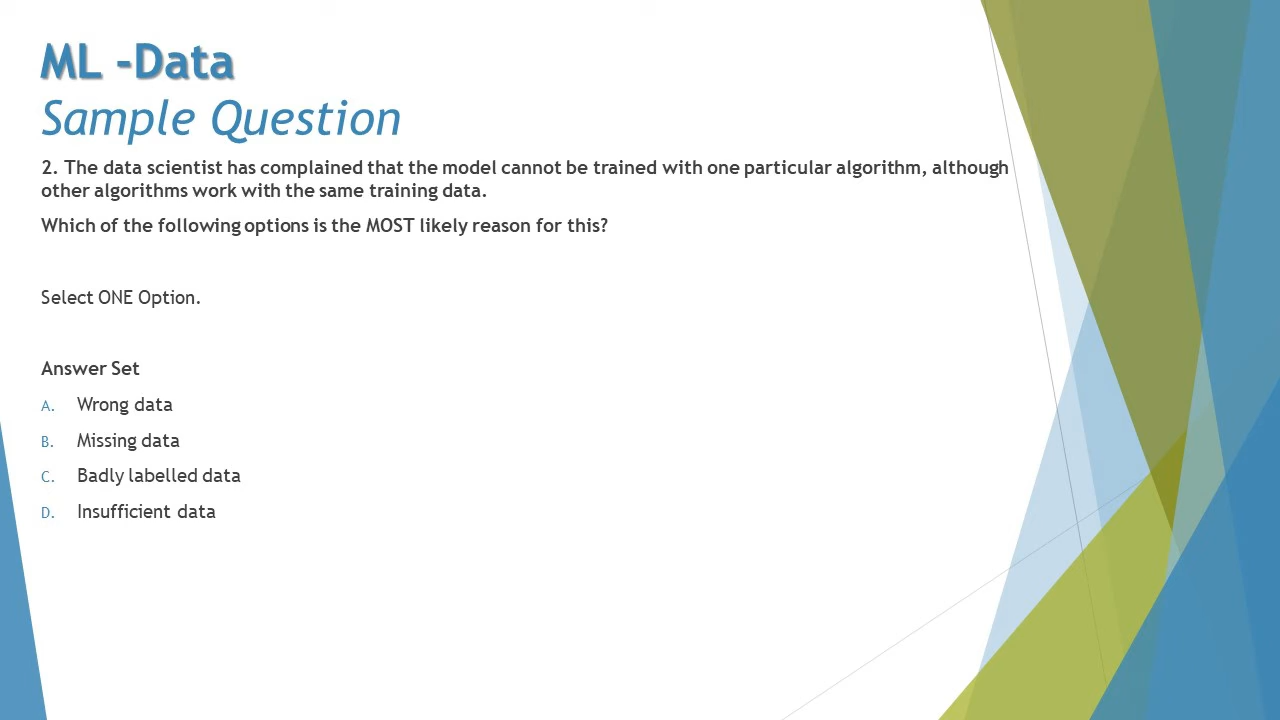 ML -Data
Sample Question
2. The data scientist has complained that the model cannot be trained with one particular algorithm, although
other algorithms work with the same training data.
Which of the following options is the MOST likely reason for this?
Select ONE Option.
Answer Set
A. Wrong data
B. Missing data
C. Badly labelled data
D. Insufficient data